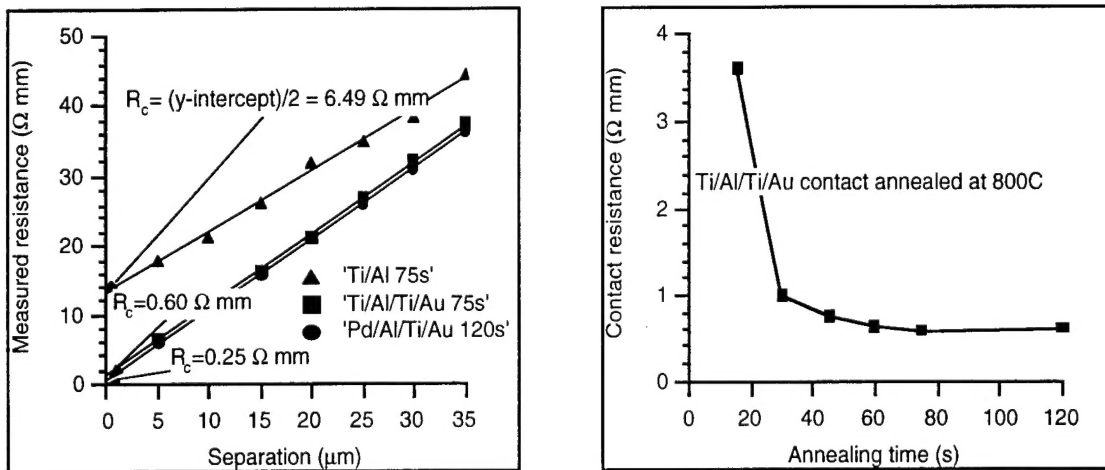 50
40
30
20
10
0
Measured resistance (Ω mm)
R_c= (y-intercept)/2 = 6.49 Ω mm
R_c=0.60 Ω mm
R_c=0.25 Ω mm
'Ti/Al 75s'
'Ti/Al/Ti/Au 75s'
'Pd/Al/Ti/Au 120s'
0 5 10 15 20 25 30 35
Separation (μm)
4
3
2
1
0
Contact resistance (Ω mm)
Ti/Al/Ti/Au contact annealed at 800C
0 20 40 60 80 100 120
Annealing time (s)